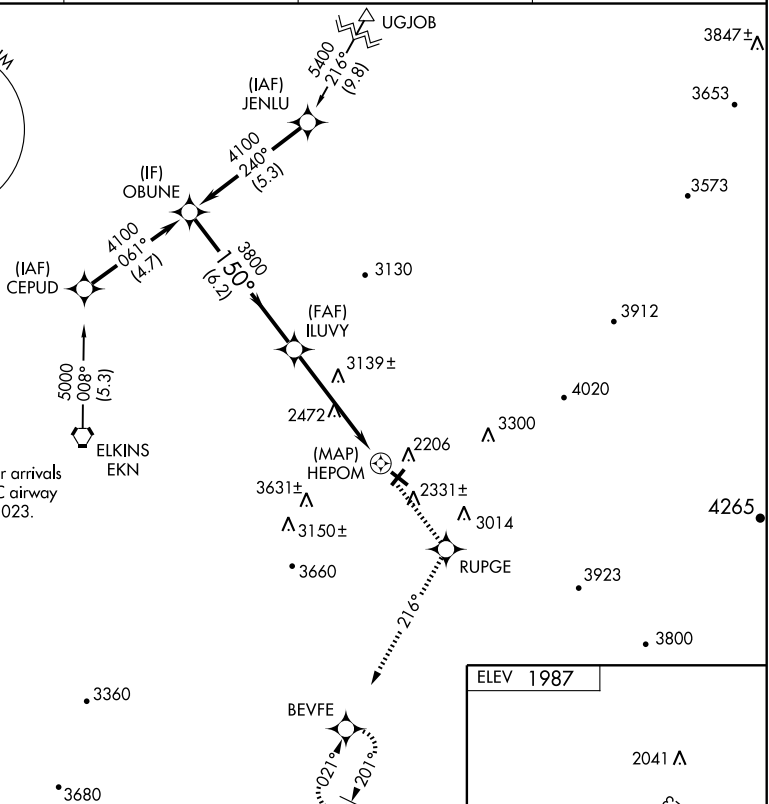 UGJOB
3847±
5400
216°
(9.8)
3653
(IAF)
JENLU
4100
240°
(5.3)
(IF)
OBUNE
3573
4100
061°
(4.7)
3800
150°
(6.2)
3130
(IAF)
CEPUD
3912
(FAF)
ILUVY
3139±
5000
008°
(5.3)
4020
2472
3300
ELKINS
EKN
2206
(MAP)
HEPOM
r arrivals
C airway
023.
3631±
2331±
3150±
3014
4265
3660
RUPGE
3923
216°
3800
ELEV 1987
3360
BEVFE
021°
201°
2041
3680